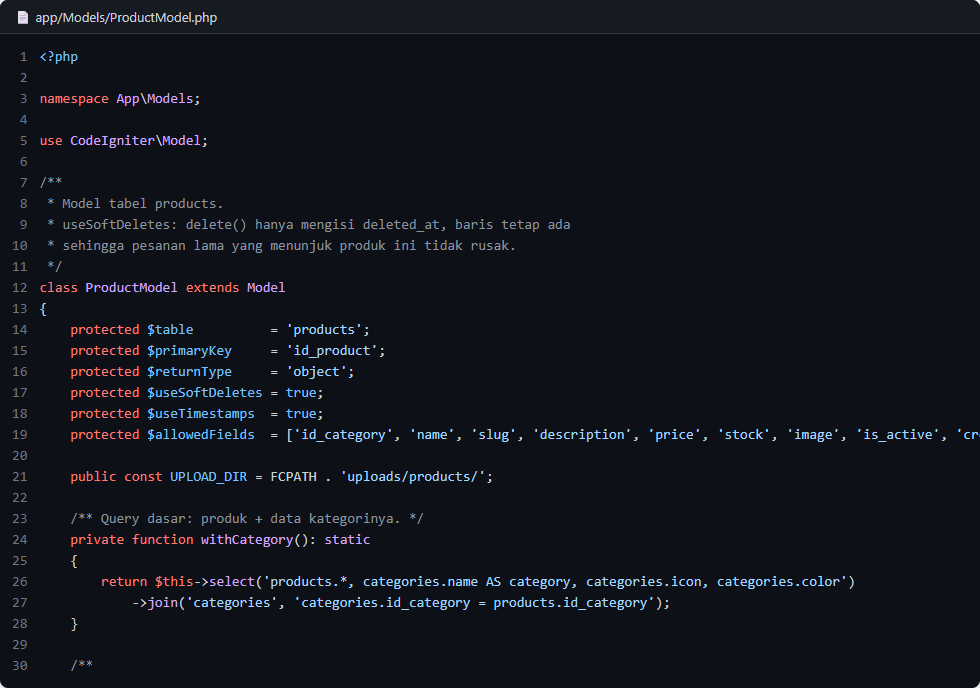 app/Models/ProductModel.php
1 <?php
2
3 namespace App\Models;
4
5 use CodeIgniter\Model;
6
7 /**
8  * Model tabel products.
9  * useSoftDeletes: delete() hanya mengisi deleted_at, baris tetap ada
10  * sehingga pesanan lama yang menunjuk produk ini tidak rusak.
11  */
12 class ProductModel extends Model
13 {
14     protected $table          = 'products';
15     protected $primaryKey     = 'id_product';
16     protected $returnType     = 'object';
17     protected $useSoftDeletes = true;
18     protected $useTimestamps  = true;
19     protected $allowedFields  = ['id_category', 'name', 'slug', 'description', 'price', 'stock', 'image', 'is_active', 'cr
20
21     public const UPLOAD_DIR = FCPATH . 'uploads/products/';
22
23     /** Query dasar: produk + data kategorinya. */
24     private function withCategory(): static
25     {
26         return $this->select('products.*, categories.name AS category, categories.icon, categories.color')
27             ->join('categories', 'categories.id_category = products.id_category');
28     }
29
30     /**